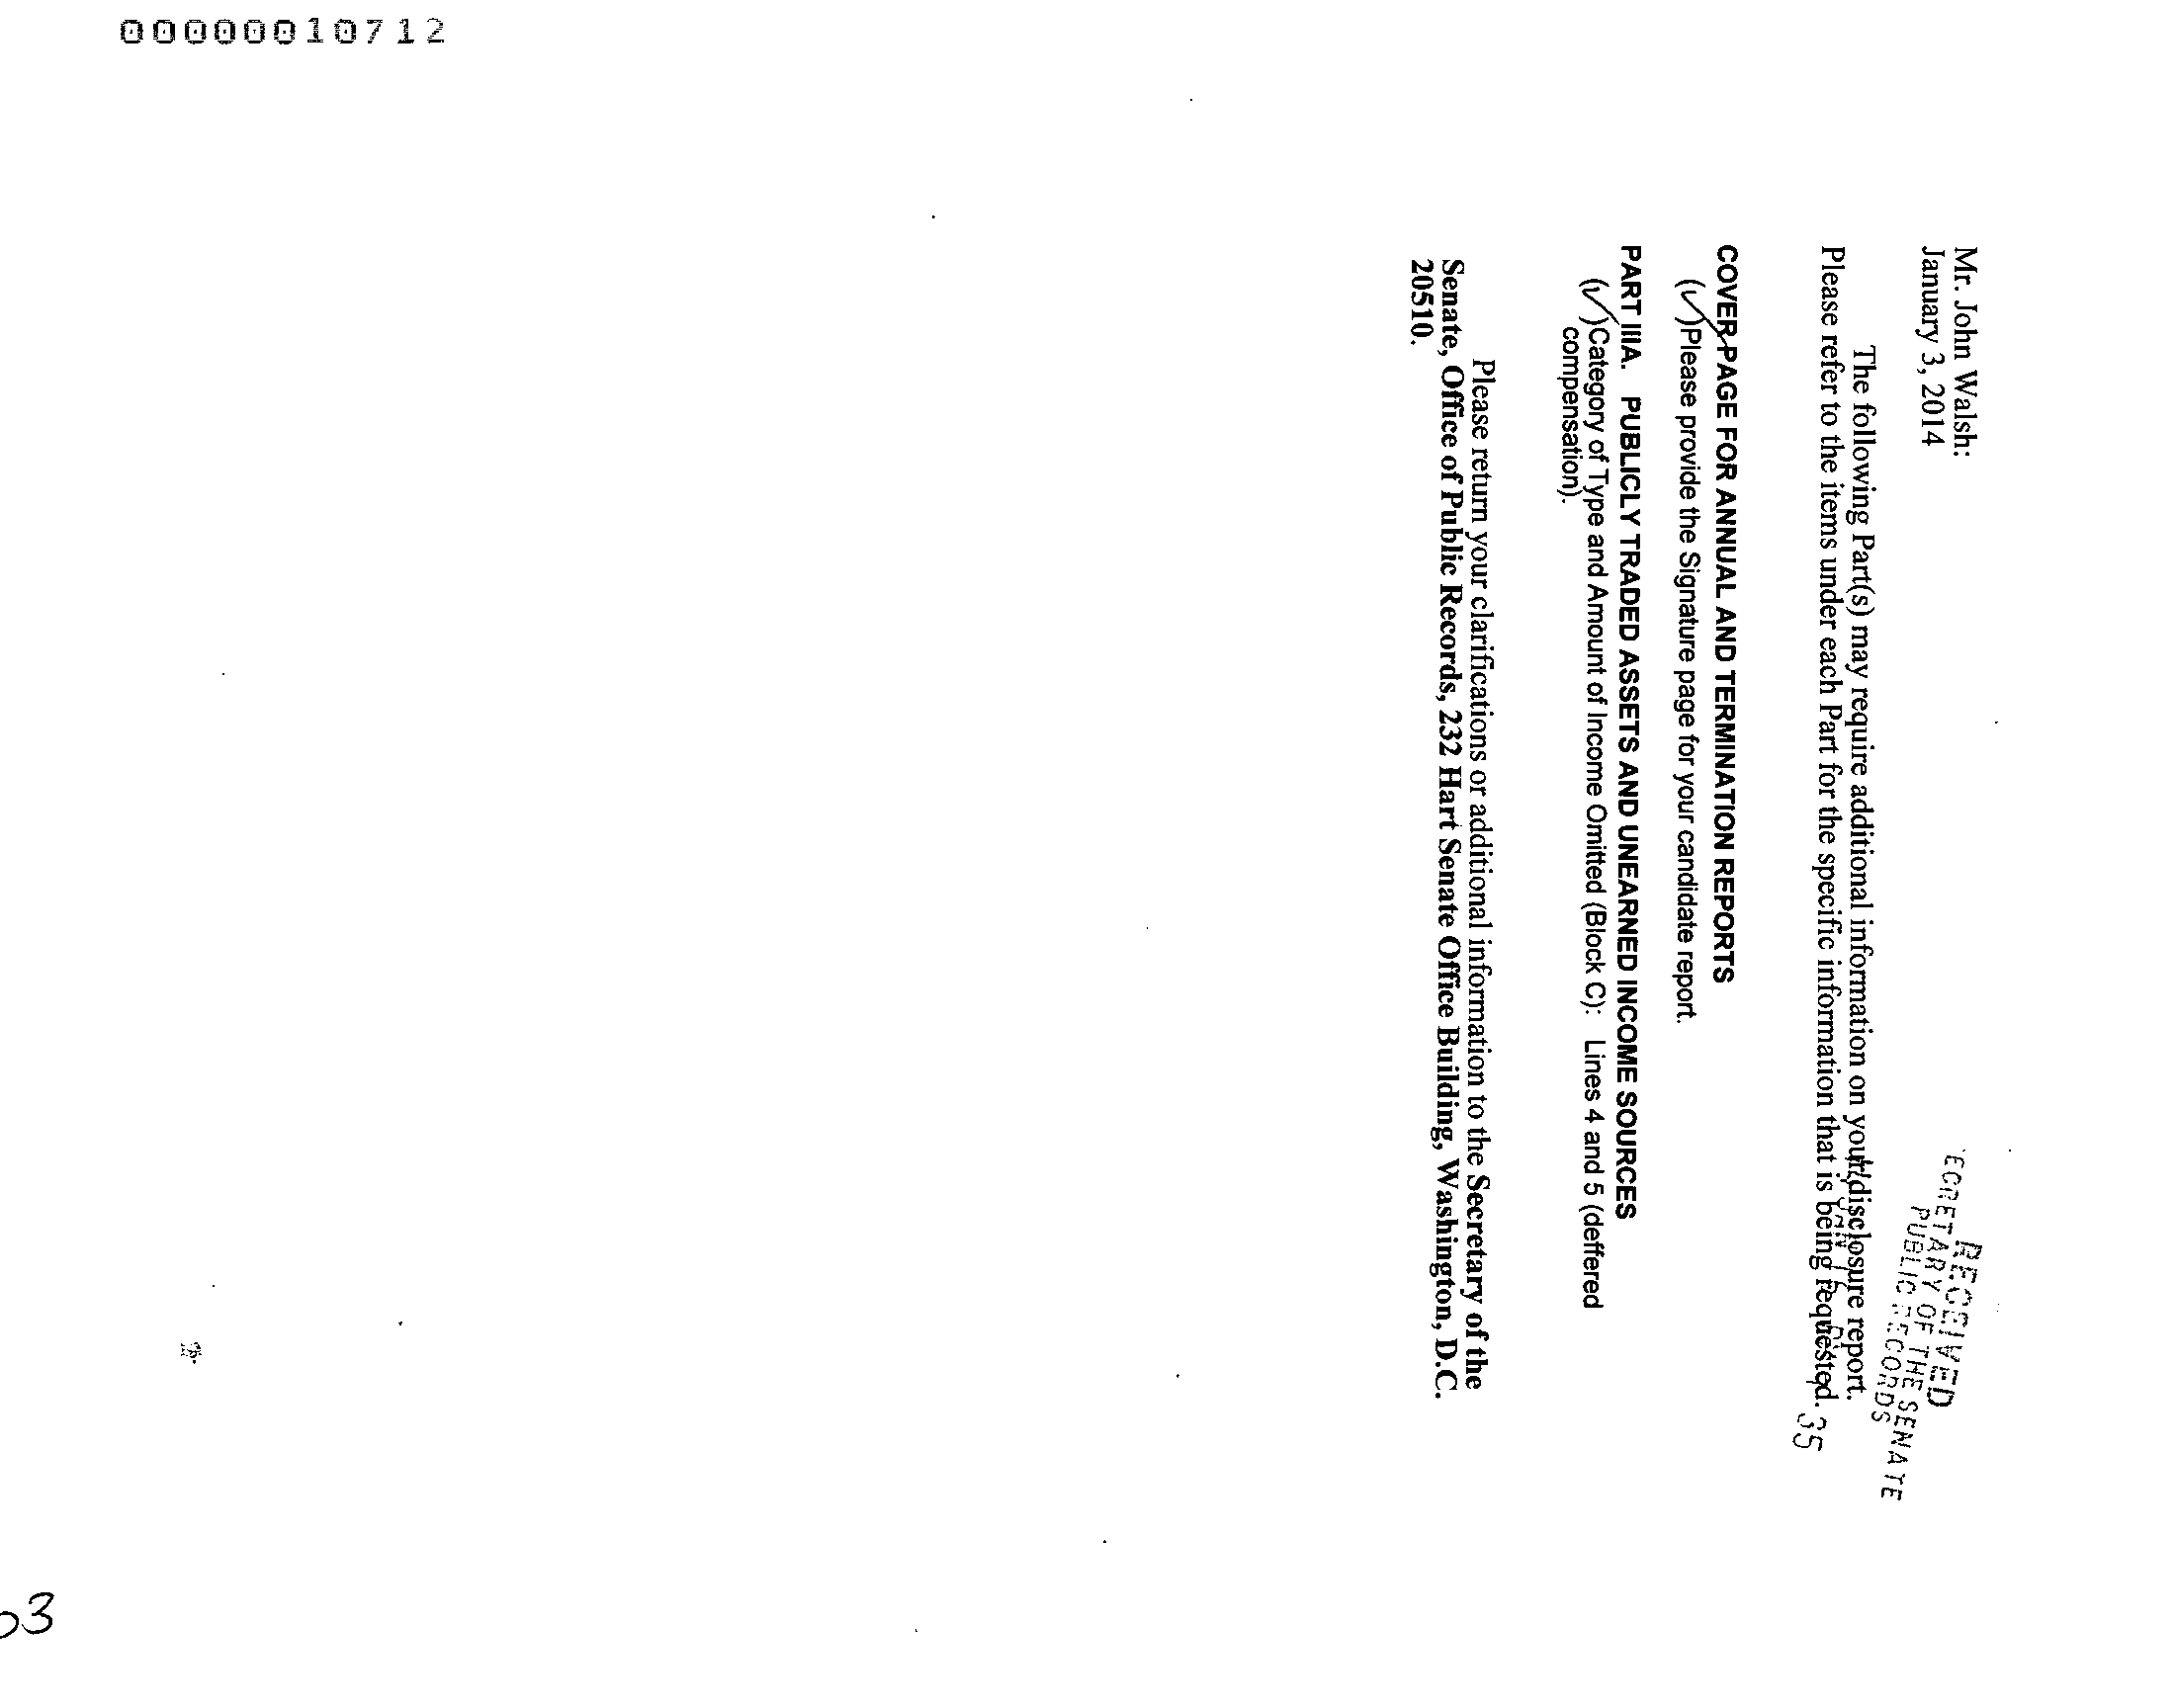 00000010712
Mr. John Walsh:
January 3, 2014
RECEIVED
SECRETARY OF THE SENATE
PUBLIC RECORDS
The following Part(s) may require additional information on your disclosure report.
Please refer to the items under each Part for the specific information that is being requested.
35
COVER PAGE FOR ANNUAL AND TERMINATION REPORTS
(✓)Please provide the Signature page for your candidate report.
PART IIIA. PUBLICLY TRADED ASSETS AND UNEARNED INCOME SOURCES
(✓)Category of Type and Amount of Income Omitted (Block C): Lines 4 and 5 (deffered
compensation).
Please return your clarifications or additional information to the Secretary of the
Senate, Office of Public Records, 232 Hart Senate Office Building, Washington, D.C.
20510.
03